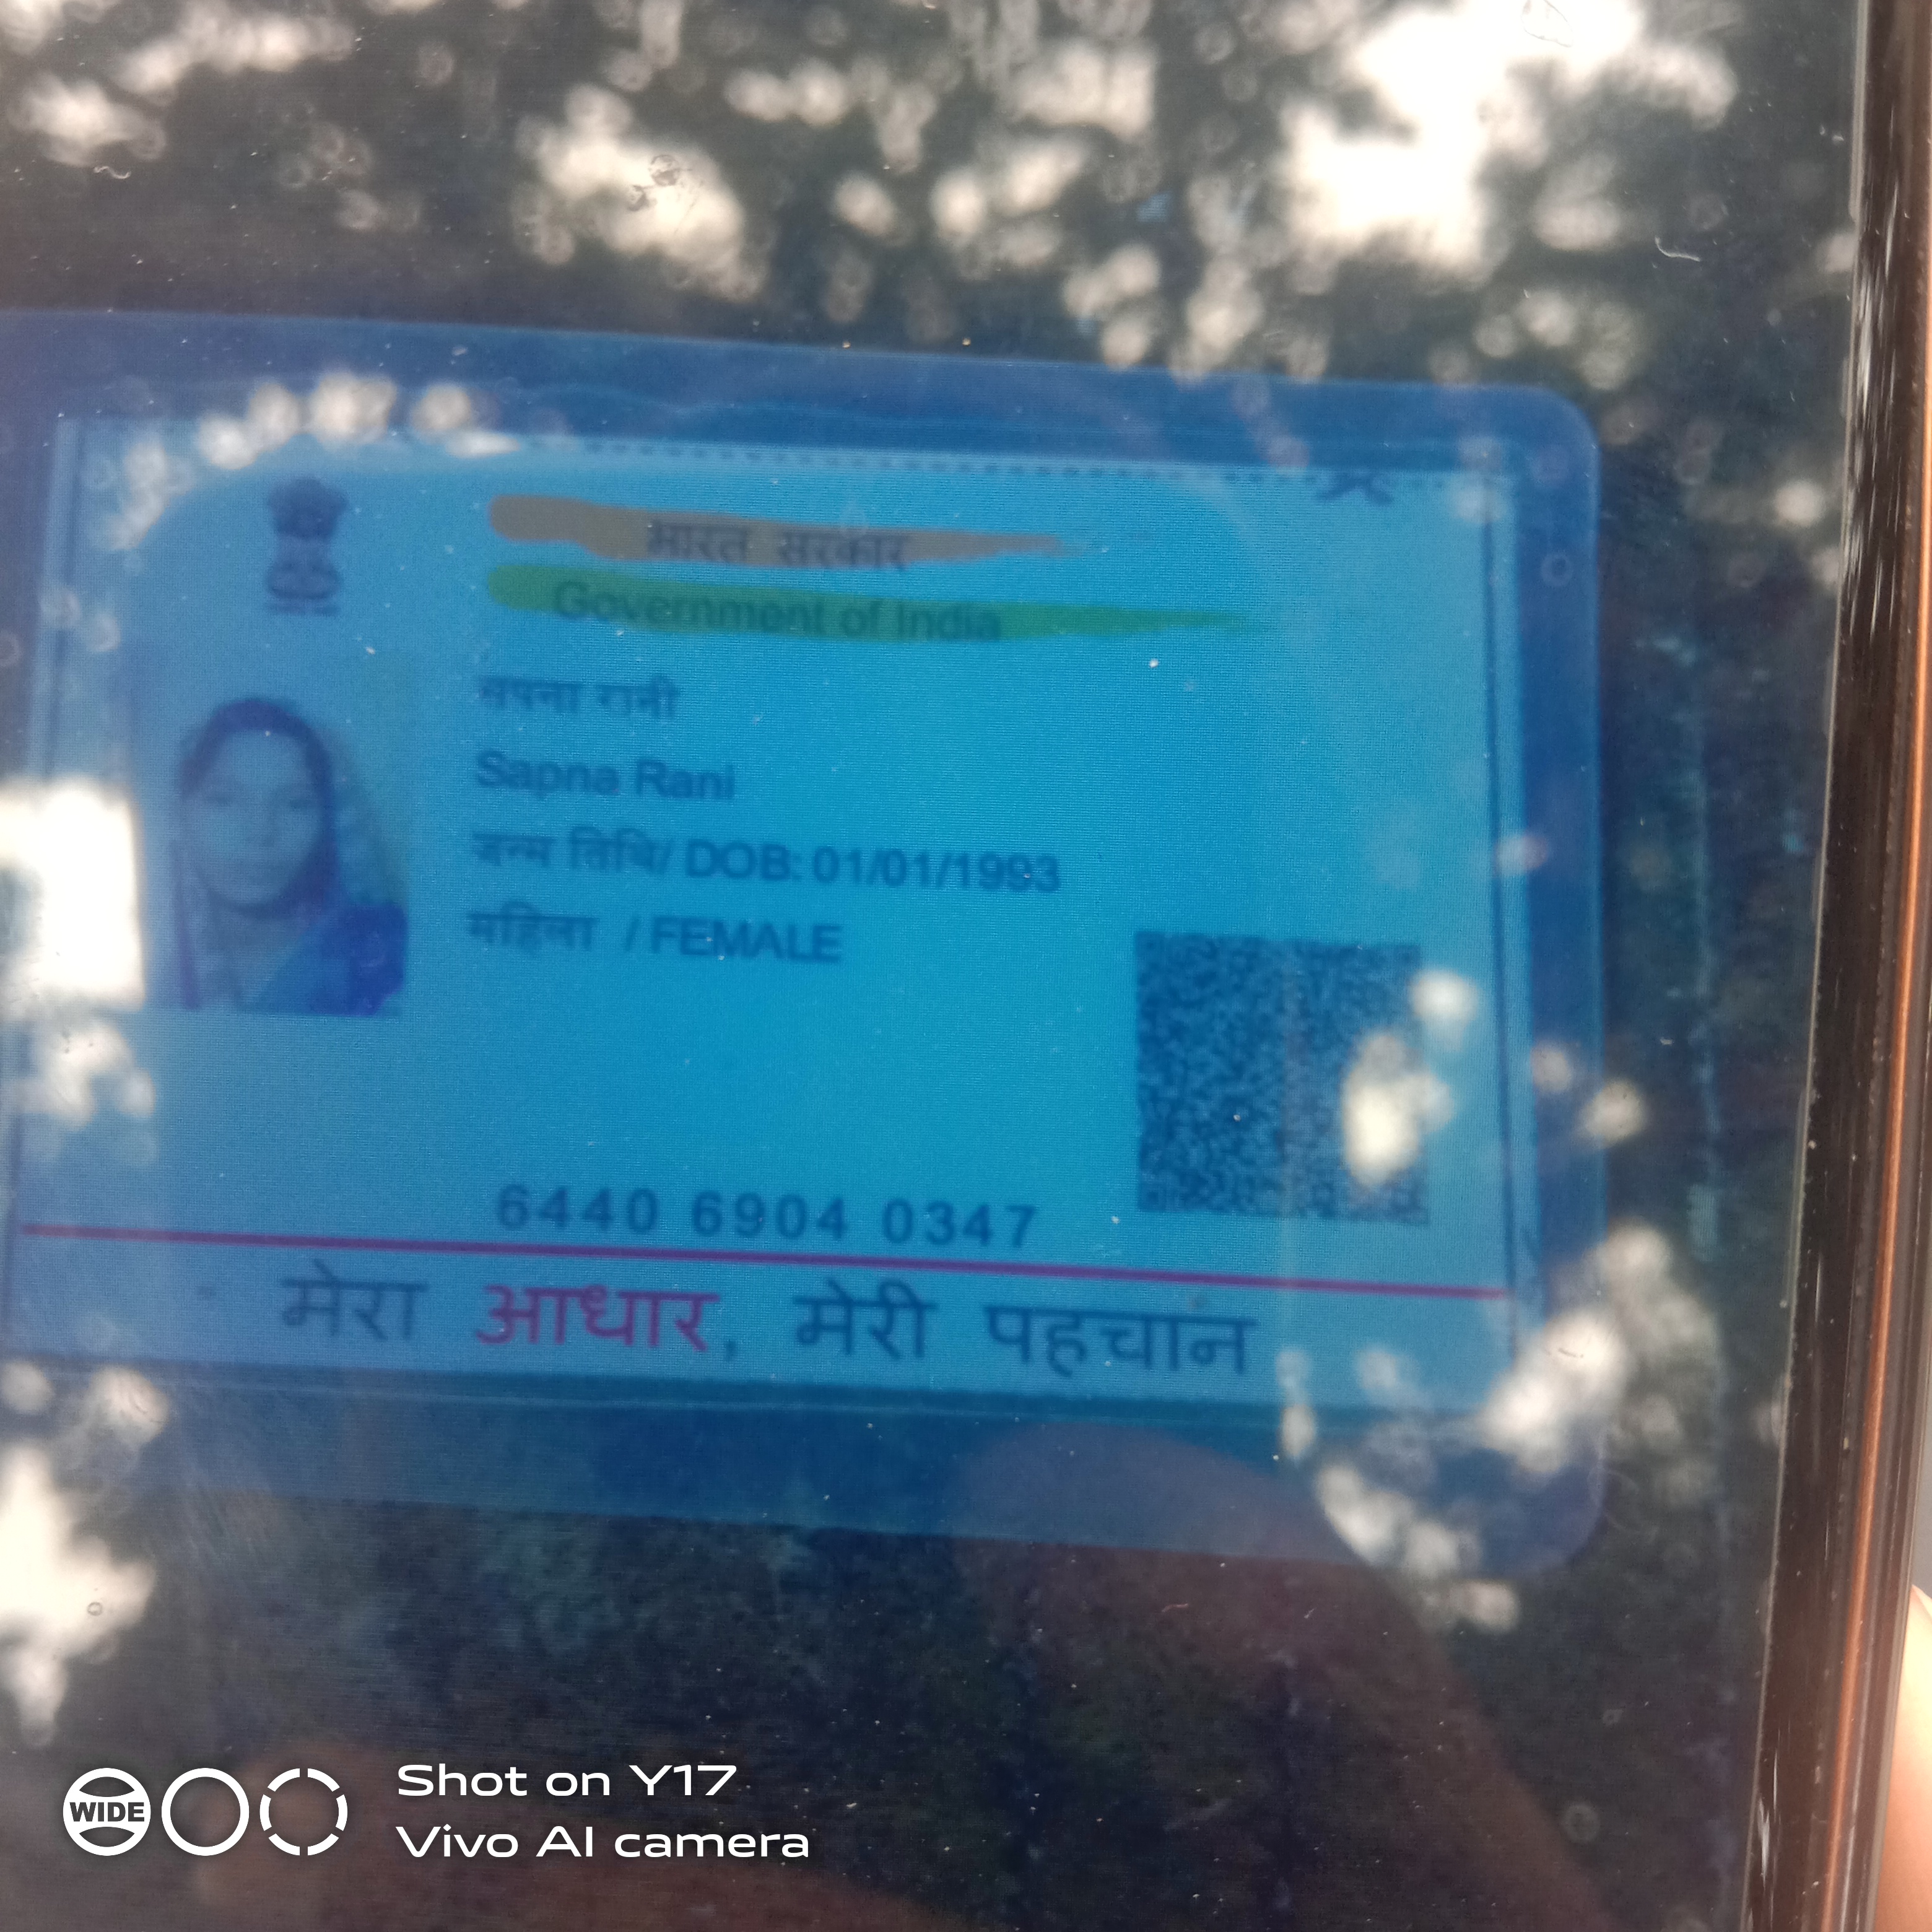 भारत सरकार
Government of India
सपना रानी
Sapna Rani
जन्म तिथि/ DOB: 01/01/1993
महिला / FEMALE
6440 6904 0347
मेरा आधार, मेरी पहचान
WIDE
Shot on Y17
Vivo AI camera